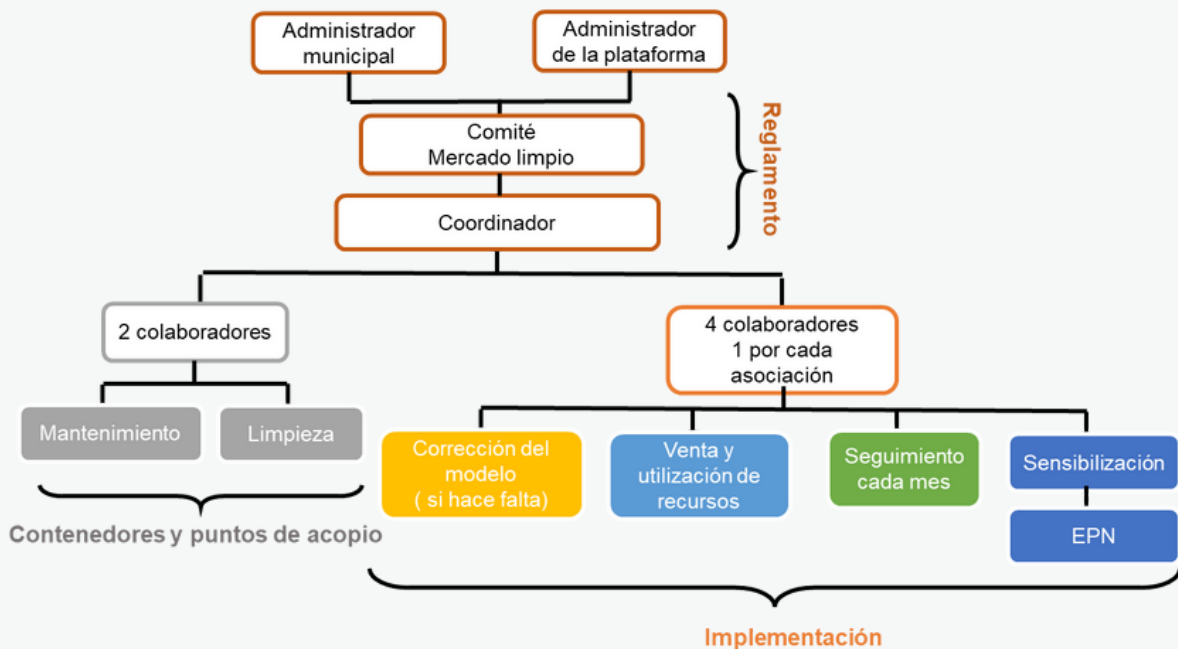 Administrador
municipal
Administrador
de la plataforma
Comité
Mercado limpio
Reglamento
Coordinador
2 colaboradores
4 colaboradores
1 por cada
asociación
Mantenimiento
Limpieza
Corrección del
modelo
( si hace falta)
Venta y
utilización de
recursos
Seguimiento
cada mes
Sensibilización
EPN
Contenedores y puntos de acopio
Implementación